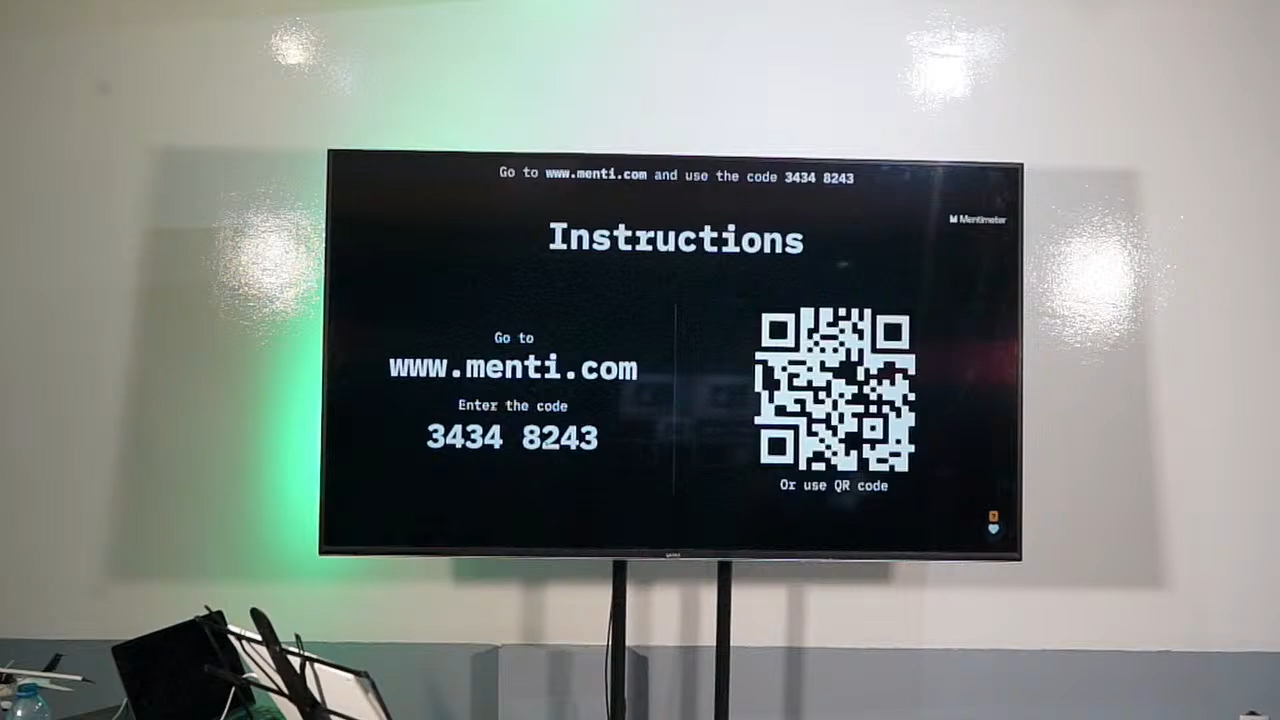 Go to www.menti.com and use the code 3434 8243
Mentimeter
Instructions
Go to
www.menti.com
Enter the code
3434 8243
Or use QR code
?